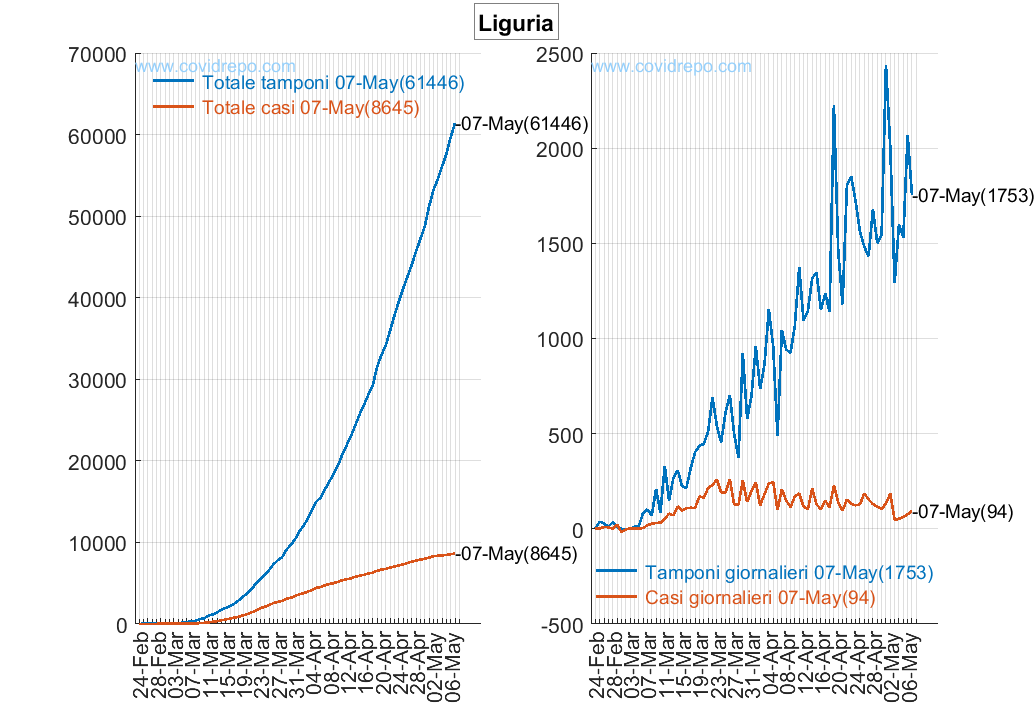 Liguria
70000
60000
50000
40000
30000
20000
10000
0
www.covidrepo.com
Totale tamponi 07-May(61446)
Totale casi 07-May(8645)
-07-May(61446)
-07-May(8645)
24-Feb
28-Feb
03-Mar
07-Mar
11-Mar
15-Mar
19-Mar
23-Mar
27-Mar
31-Mar
04-Apr
08-Apr
12-Apr
16-Apr
20-Apr
24-Apr
28-Apr
02-May
06-May
2500
2000
1500
1000
500
0
-500
www.covidrepo.com
-07-May(1753)
-07-May(94)
Tamponi giornalieri 07-May(1753)
Casi giornalieri 07-May(94)
24-Feb
28-Feb
03-Mar
07-Mar
11-Mar
15-Mar
19-Mar
23-Mar
27-Mar
31-Mar
04-Apr
08-Apr
12-Apr
16-Apr
20-Apr
24-Apr
28-Apr
02-May
06-May